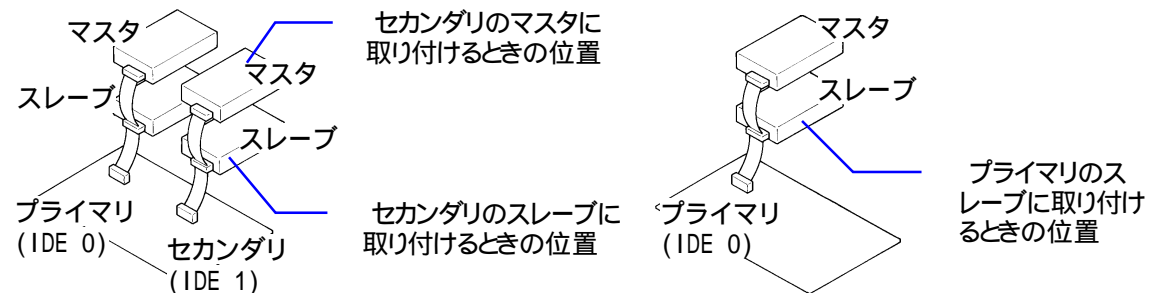 マスタ
スレーブ
マスタ
スレーブ
プライマリ
(IDE 0)
セカンダリ
(IDE 1)
セカンダリのマスタに
取り付けるときの位置
セカンダリのスレーブに
取り付けるときの位置
マスタ
スレーブ
プライマリ
(IDE 0)
プライマリのス
レーブに取り付け
るときの位置